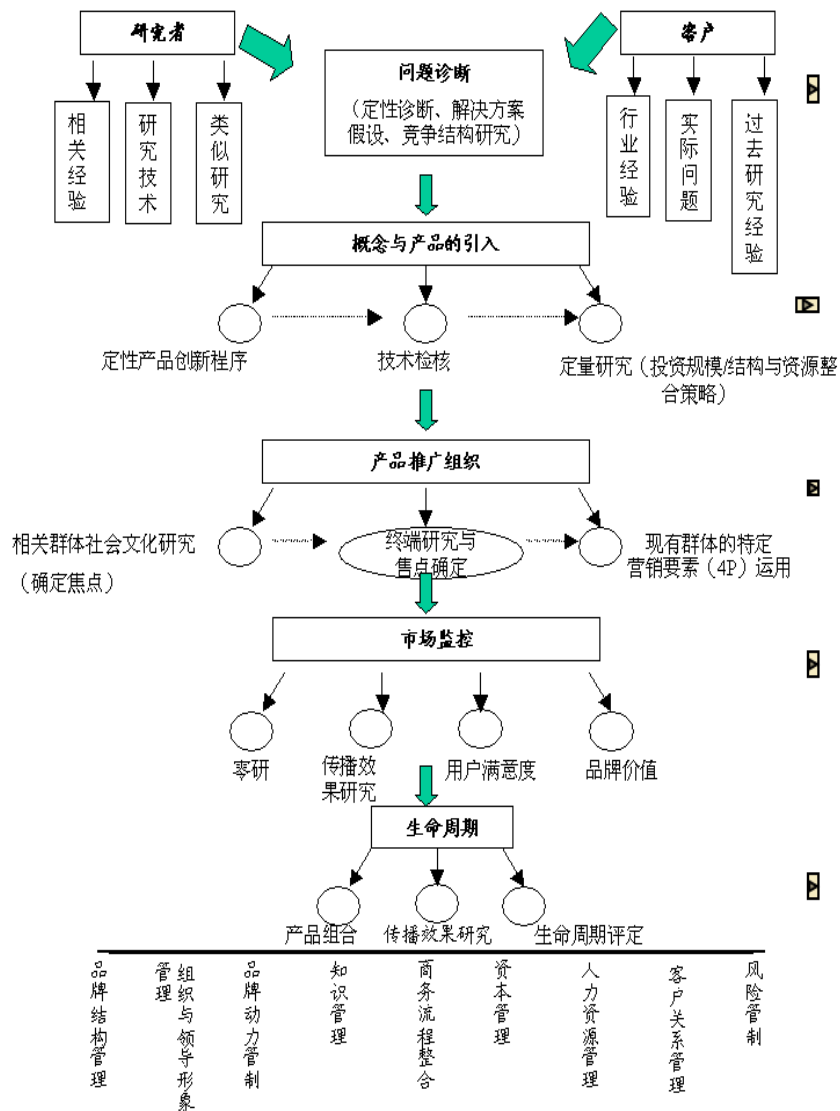 研究者
客户
问题诊断
（定性诊断、解决方案
假设、竞争结构研究）
相关经验
研究技术
类似研究
行业经验
实际问题
过去研究经验
概念与产品的引入
定性产品创新程序
技术检核
定量研究（投资规模/结构与资源整
合策略）
产品推广组织
相关群体社会文化研究
（确定焦点）
终端研究与
售点确定
现有群体的特定
营销要素（4P）运用
市场监控
零研
传播效
果研究
用户满意度
品牌价值
生命周期
产品组合
传播效果研究
生命周期评定
品牌结构管理
管理
组织与领导形象
品牌动力管制
知识管理
商务流程整合
资本管理
人力资源管理
客户关系管理
风险管制